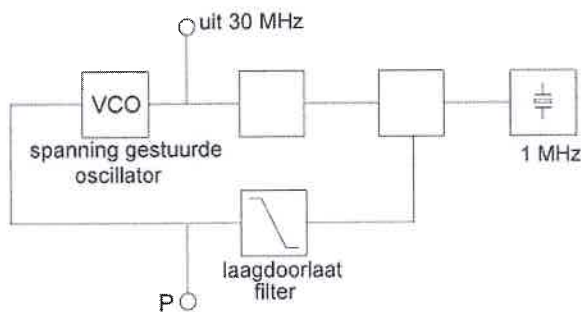 uit 30 MHz
VCO
spanning gestuurde
oscillator
1 MHz
laagdoorlaat
filter
P